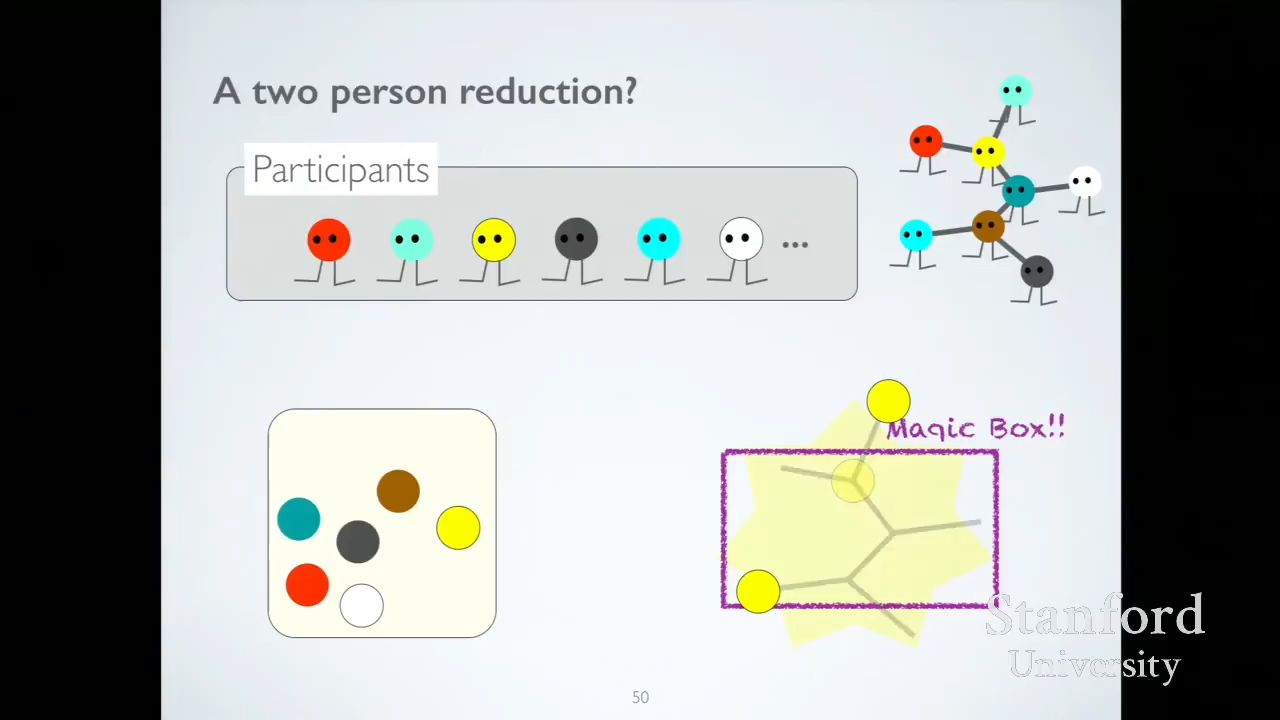 A two person reduction?
Participants
...
Magic Box!!
Stanford
University
50